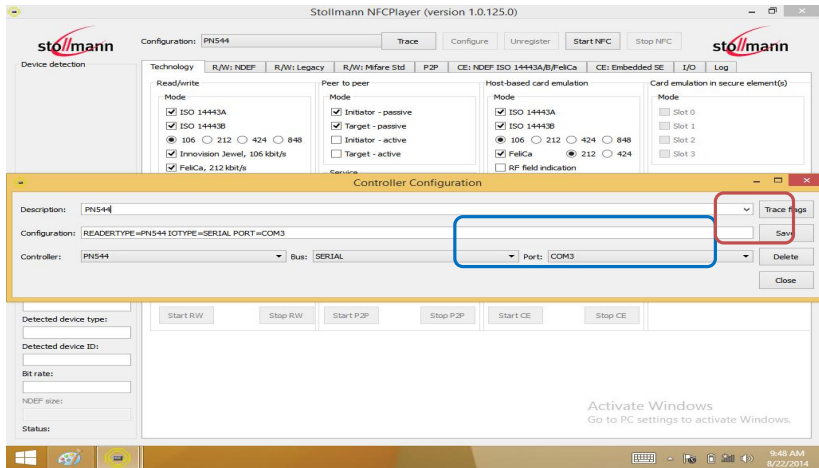 Stollmann NFCPlayer (version 1.0.125.0)
stollmann
Configuration: PN544 Trace Configure Unregister Start NFC Stop NFC
stollmann
Device detection
Technology R/W: NDEF R/W: Legacy R/W: Mifare Std P2P CE: NDEF ISO 14443A/B/FeliCa CE: Embedded SE I/O Log
Read/write Peer to peer Host-based card emulation Card emulation in secure element(s)
Mode Mode Mode Mode
ISO 14443A Initiator - passive ISO 14443A Slot 0
ISO 14443B Target - passive ISO 14443B Slot 1
106 212 424 848 Initiator - active 106 212 424 848 Slot 2
Innovision Jewel, 106 kbit/s Target - active FeliCa 212 424 Slot 3
FeliCa, 212 kbit/s Service RF field indication
Controller Configuration
Description: PN544 Trace flags
Configuration: READERTYPE=PN544 IOTYPE=SERIAL PORT=COM3 Save
Controller: PN544 Bus: SERIAL Port: COM3 Delete
Close
Start RW Stop RW Start P2P Stop P2P Start CE Stop CE
Detected device type:
Detected device ID:
Bit rate:
NDEF size:
Status:
Activate Windows
Go to PC settings to activate Windows.
9:48 AM
8/22/2014